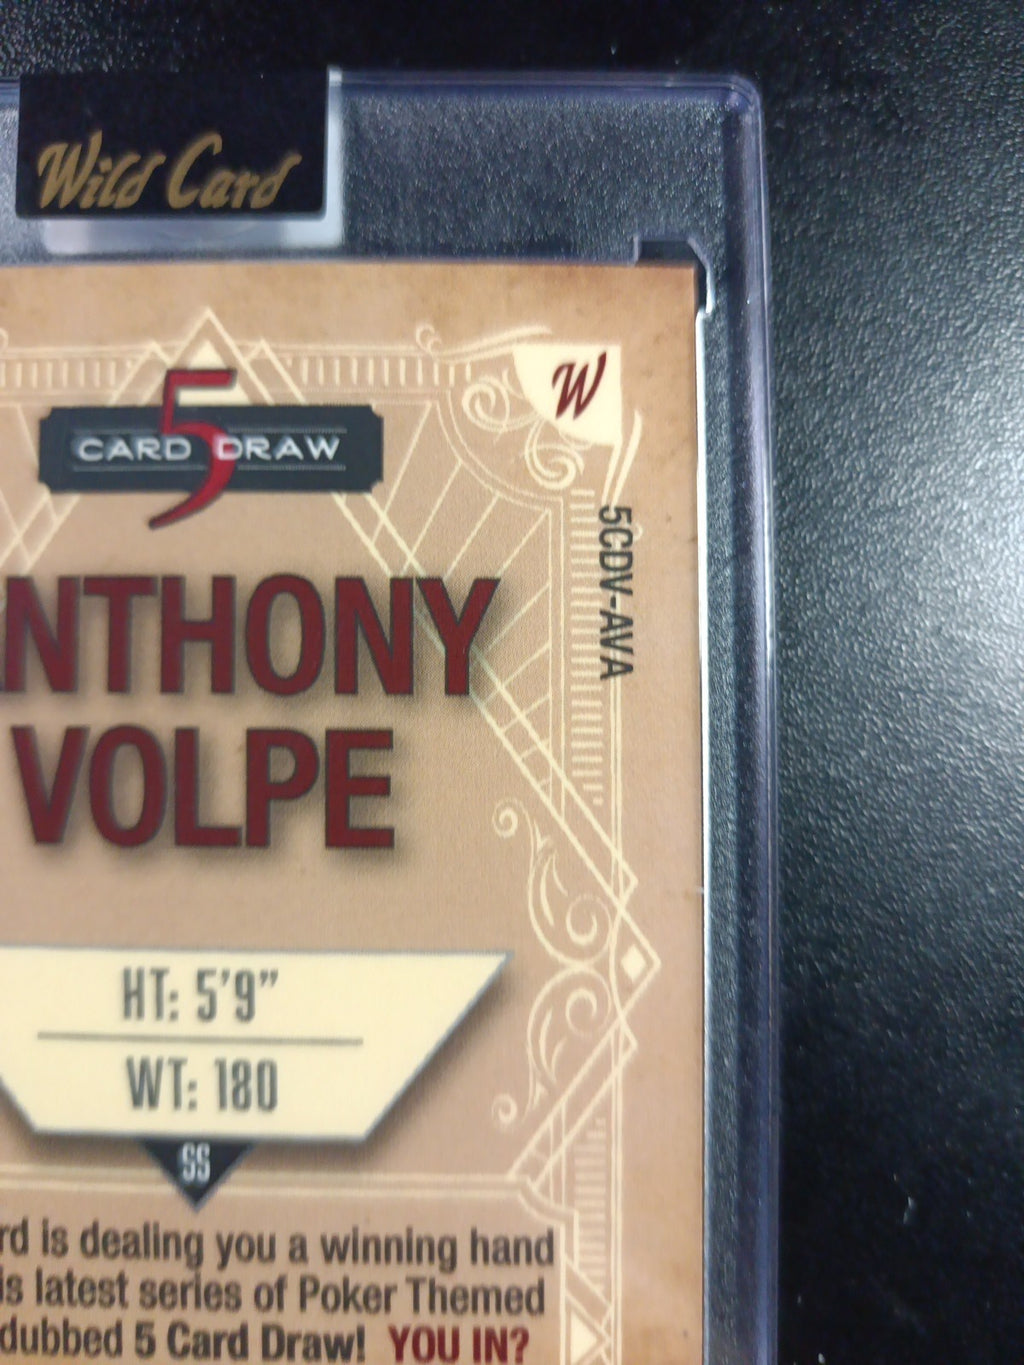 Wild Card
W
5 CARD DRAW
5CDV-AVA
ANTHONY
VOLPE
HT: 5'9"
WT: 180
SS
rd is dealing you a winning hand
is latest series of Poker Themed
dubbed 5 Card Draw! YOU IN?